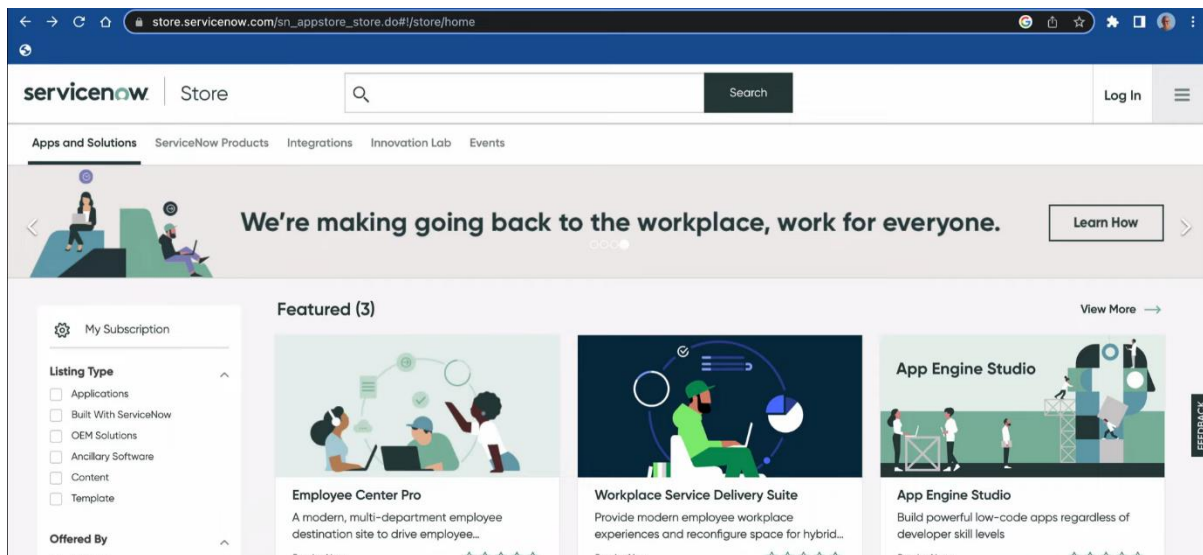 store.servicenow.com/sn_appstore_store.do#!/store/home
servicenow. Store
Search
Log In
Apps and Solutions ServiceNow Products Integrations Innovation Lab Events
We're making going back to the workplace, work for everyone.
Learn How
My Subscription
Listing Type
Applications
Built With ServiceNow
OEM Solutions
Ancillary Software
Content
Template
Offered By
Featured (3)
View More
Employee Center Pro
A modern, multi-department employee
destination site to drive employee...
Workplace Service Delivery Suite
Provide modern employee workplace
experiences and reconfigure space for hybrid...
App Engine Studio
App Engine Studio
Build powerful low-code apps regardless of
developer skill levels
FEEDBACK